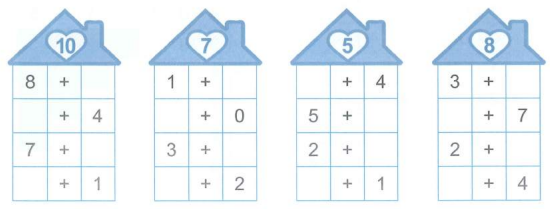 10 7 5 8
8 + 1 + + 4 3 +
+ 4 + 0 5 + + 7
7 + 3 + 2 + 2 +
+ 1 + 2 + 1 + 4